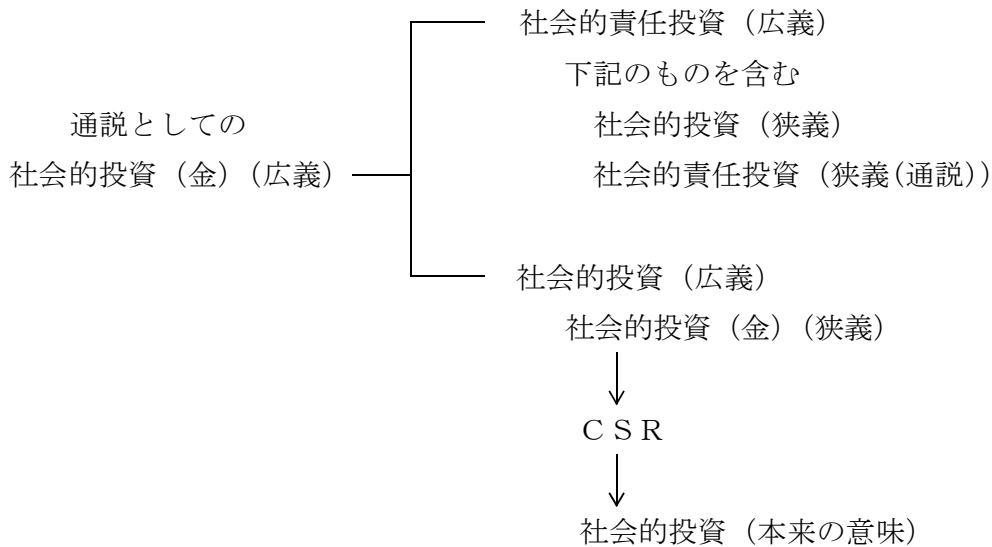 社会的責任投資（広義）
下記のものを含む
通説としての
社会的投資（狭義）
社会的投資（金）（広義）
社会的責任投資（狭義(通説)）
社会的投資（広義）
社会的投資（金）（狭義）
ＣＳＲ
社会的投資（本来の意味）